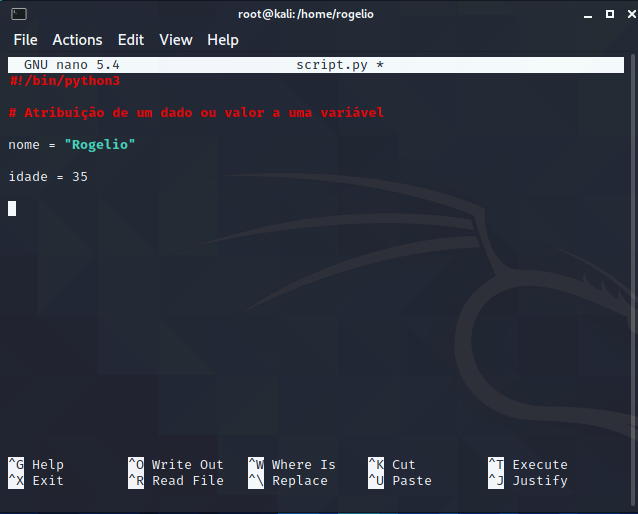 root@kali:/home/rogelio
File Actions Edit View Help
GNU nano 5.4 script.py *
#!/bin/python3
# Atribuição de um dado ou valor a uma variável
nome = "Rogelio"
idade = 35
^G Help ^O Write Out ^W Where Is ^K Cut ^T Execute
^X Exit ^R Read File ^\ Replace ^U Paste ^J Justify